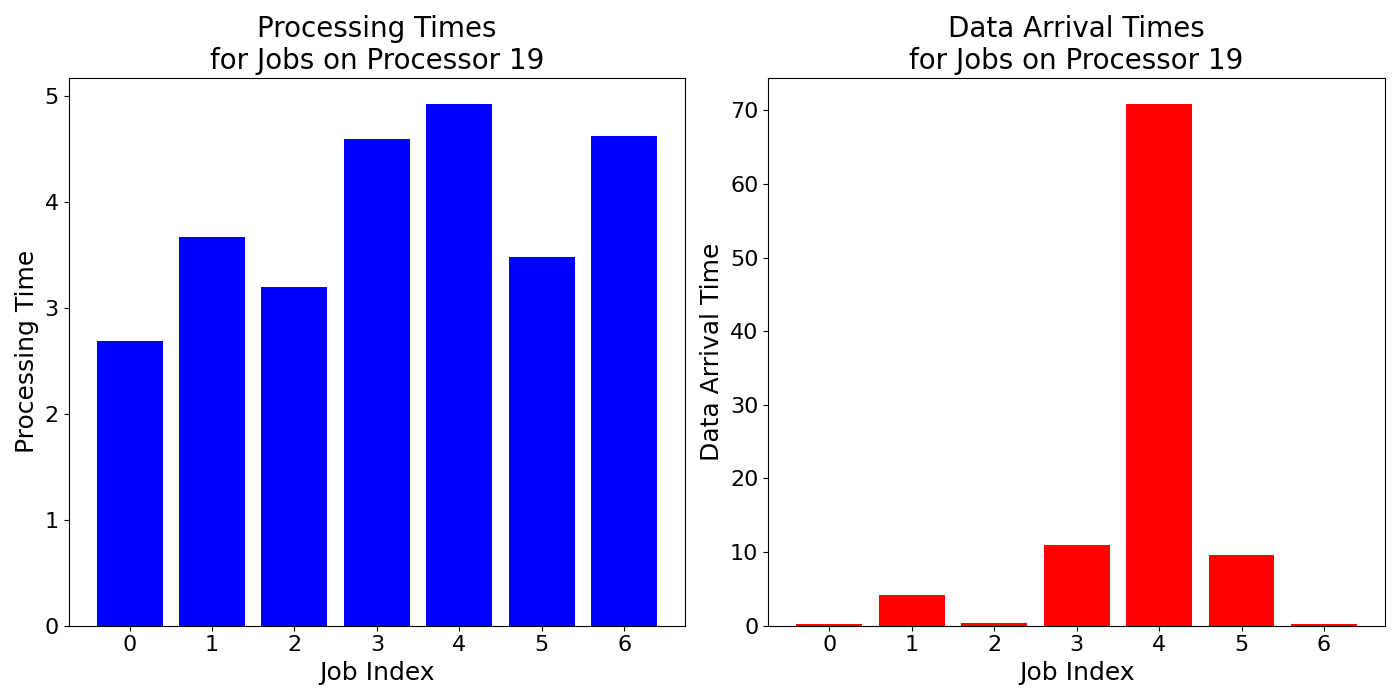 Processing Times
for Jobs on Processor 19
5
4
3
2
1
0
Processing Time
0 1 2 3 4 5 6
Job Index
Data Arrival Times
for Jobs on Processor 19
70
60
50
40
30
20
10
0
Data Arrival Time
0 1 2 3 4 5 6
Job Index